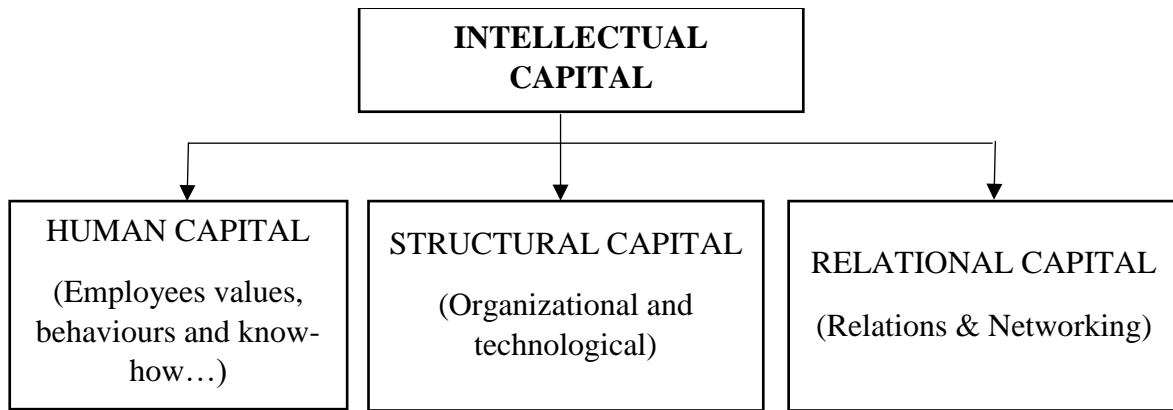 INTELLECTUAL
CAPITAL
HUMAN CAPITAL
(Employees values,
behaviours and know-
how…)
STRUCTURAL CAPITAL
(Organizational and
technological)
RELATIONAL CAPITAL
(Relations & Networking)